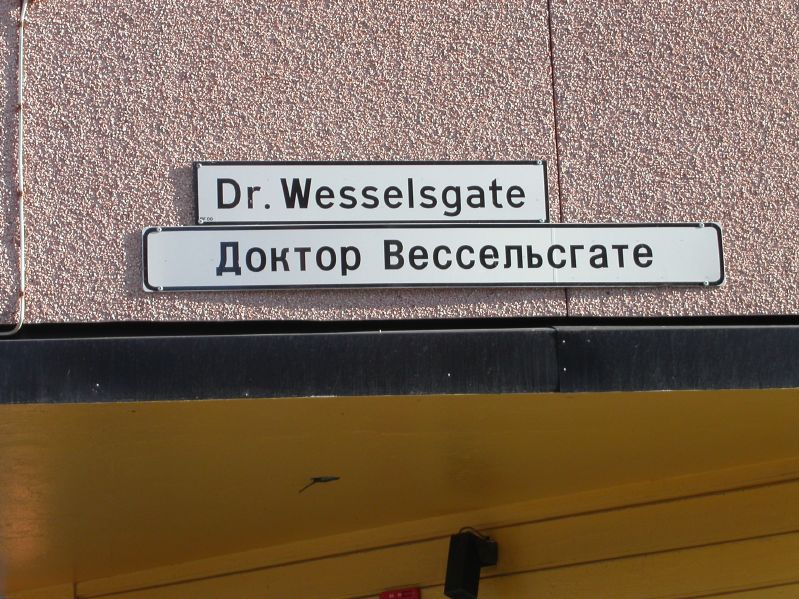 Dr. Wesselsgate
Доктор Вессельсгате